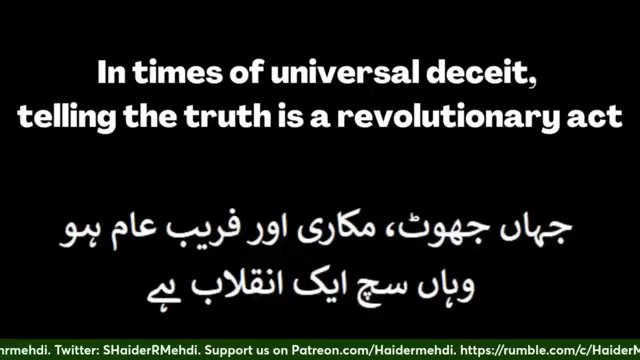 In times of universal deceit,
telling the truth is a revolutionary act
جہاں جھوٹ، مکاری اور فریب عام ہو
وہاں سچ ایک انقلاب ہے
nrmehdi. Twitter: SHaiderRMehdi. Support us on Patreon.com/Haidermehdi. https://rumble.com/c/HaiderM